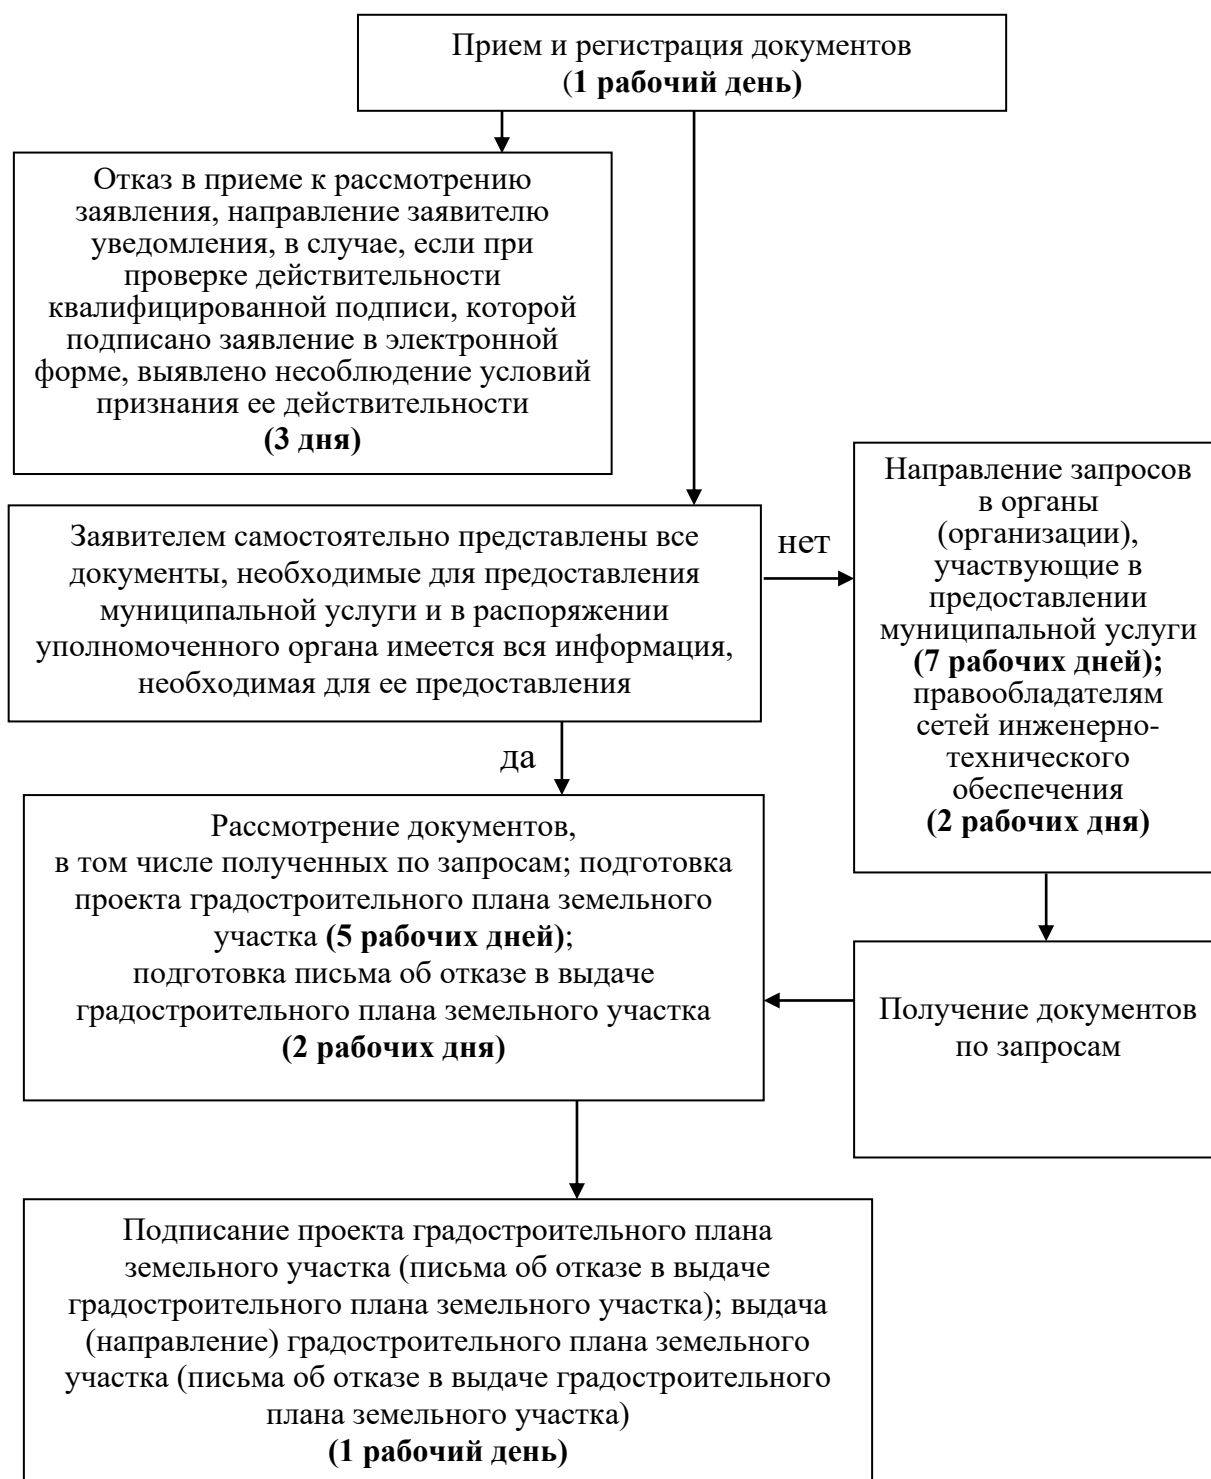 Прием и регистрация документов
(1 рабочий день)
Отказ в приеме к рассмотрению
заявления, направление заявителю
уведомления, в случае, если при
проверке действительности
квалифицированной подписи, которой
подписано заявление в электронной
форме, выявлено несоблюдение условий
признания ее действительности
(3 дня)
Заявителем самостоятельно представлены все
документы, необходимые для предоставления
муниципальной услуги и в распоряжении
уполномоченного органа имеется вся информация,
необходимая для ее предоставления
нет
Направление запросов
в органы
(организации),
участвующие в
предоставлении
муниципальной услуги
(7 рабочих дней);
правообладателям
сетей инженерно-
технического
обеспечения
(2 рабочих дня)
да
Рассмотрение документов,
в том числе полученных по запросам; подготовка
проекта градостроительного плана земельного
участка (5 рабочих дней);
подготовка письма об отказе в выдаче
градостроительного плана земельного участка
(2 рабочих дня)
Получение документов
по запросам
Подписание проекта градостроительного плана
земельного участка (письма об отказе в выдаче
градостроительного плана земельного участка); выдача
(направление) градостроительного плана земельного
участка (письма об отказе в выдаче градостроительного
плана земельного участка)
(1 рабочий день)